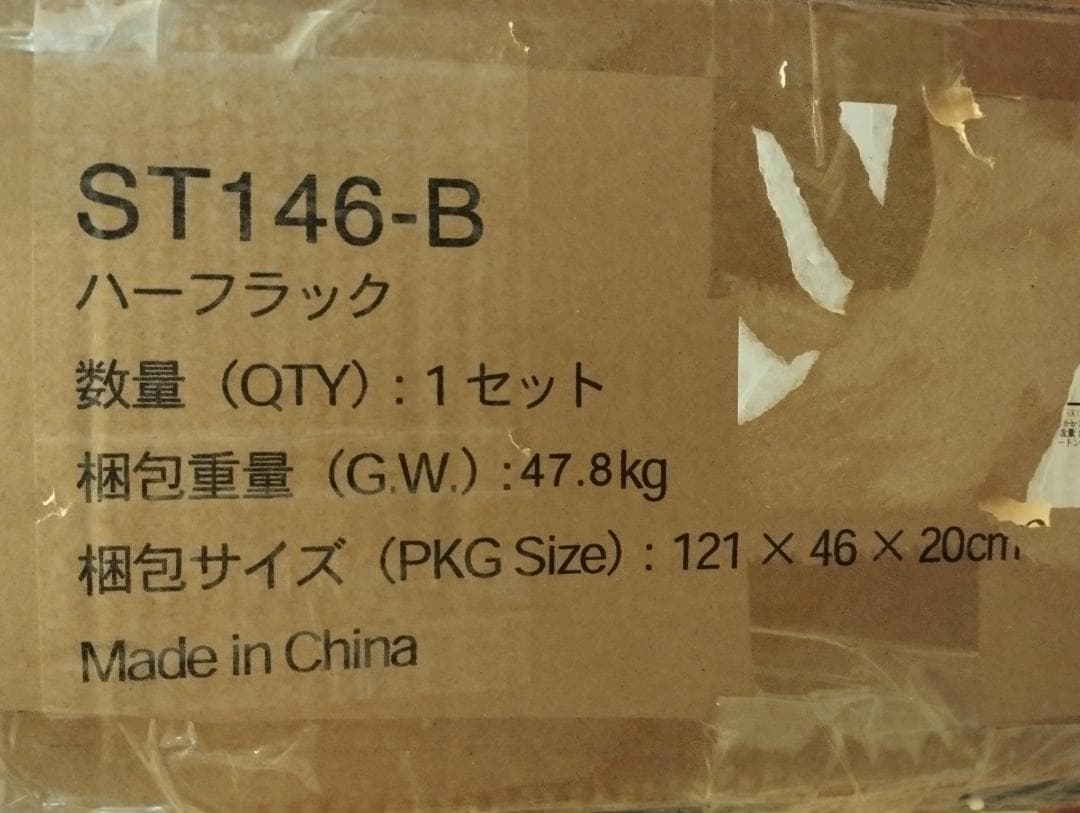 ST146-B
ハーフラック
数量（QTY）: 1 セット
梱包重量（G.W.）:47.8kg
梱包サイズ（PKG Size）: 121 × 46 × 20cm
Made in China